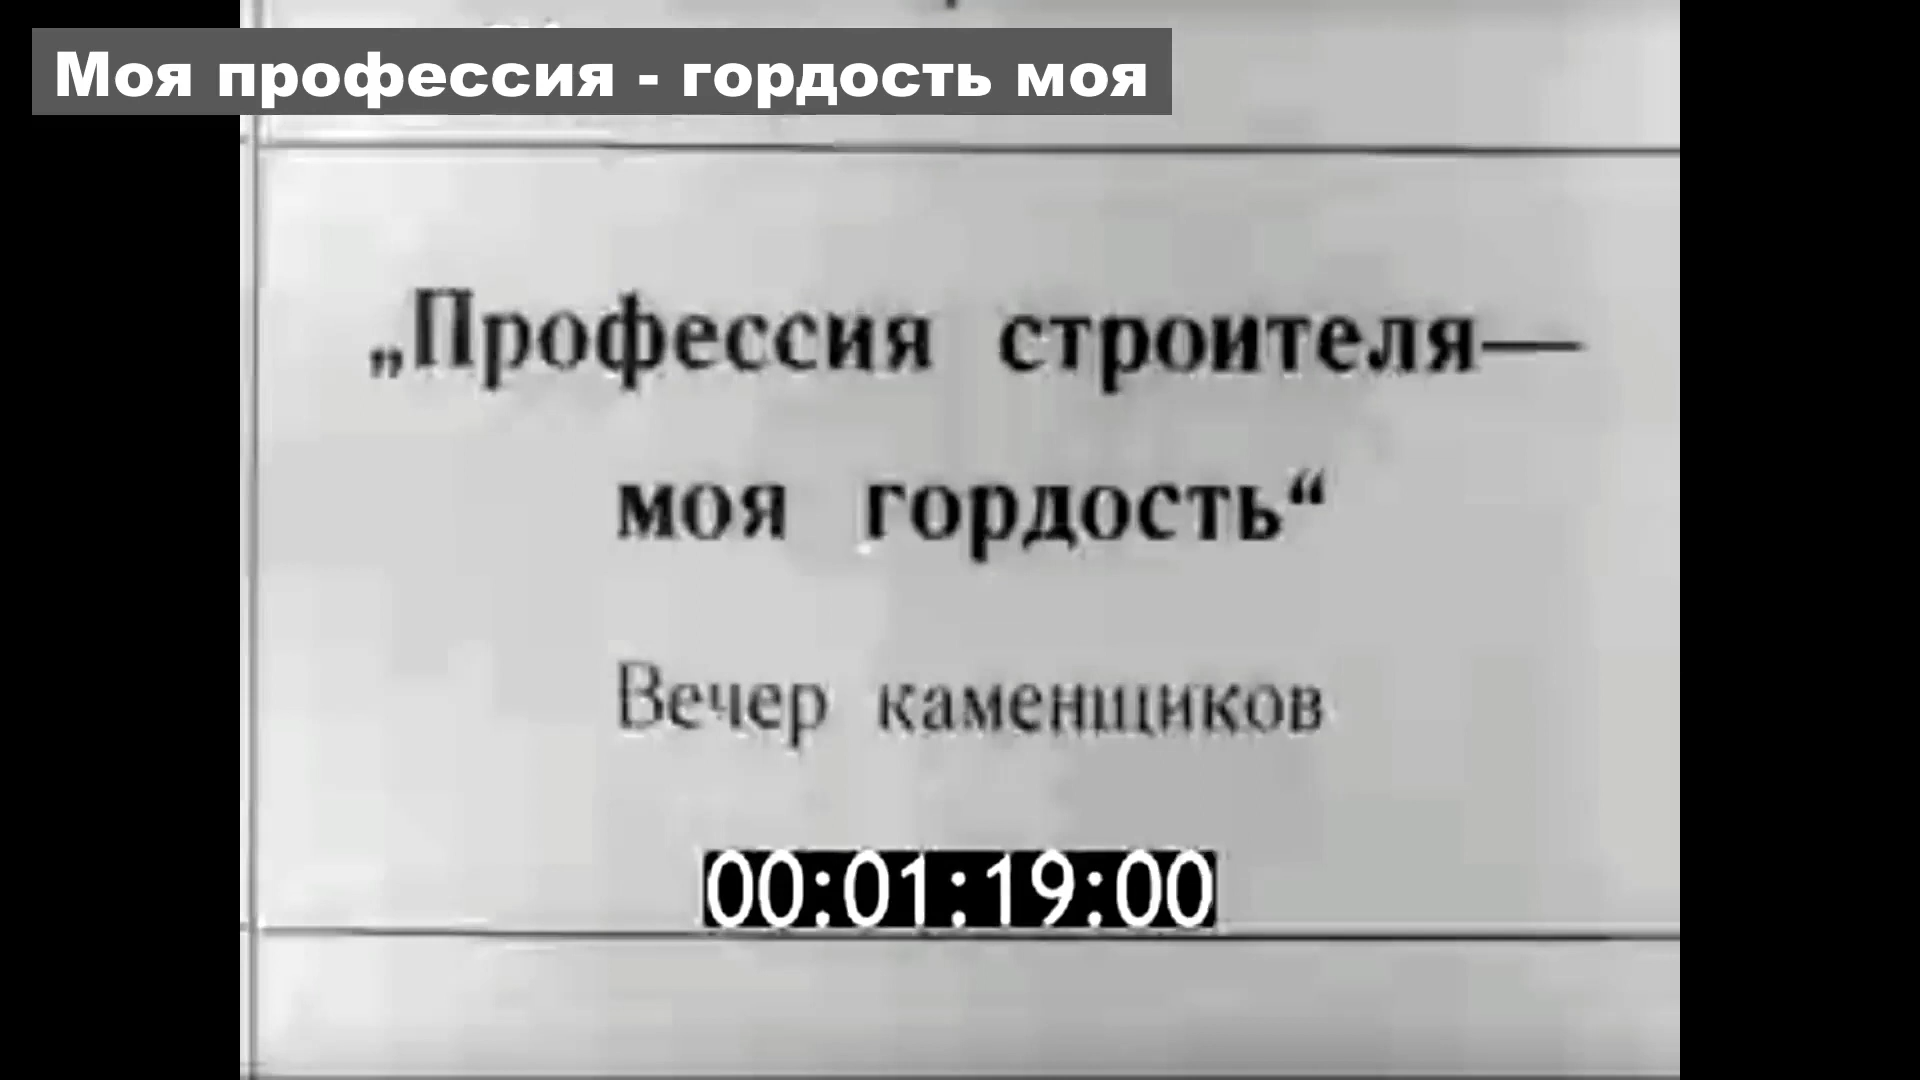 Моя профессия - гордость моя
„Профессия строителя—
моя гордость“
Вечер каменщиков
00:01:19:00